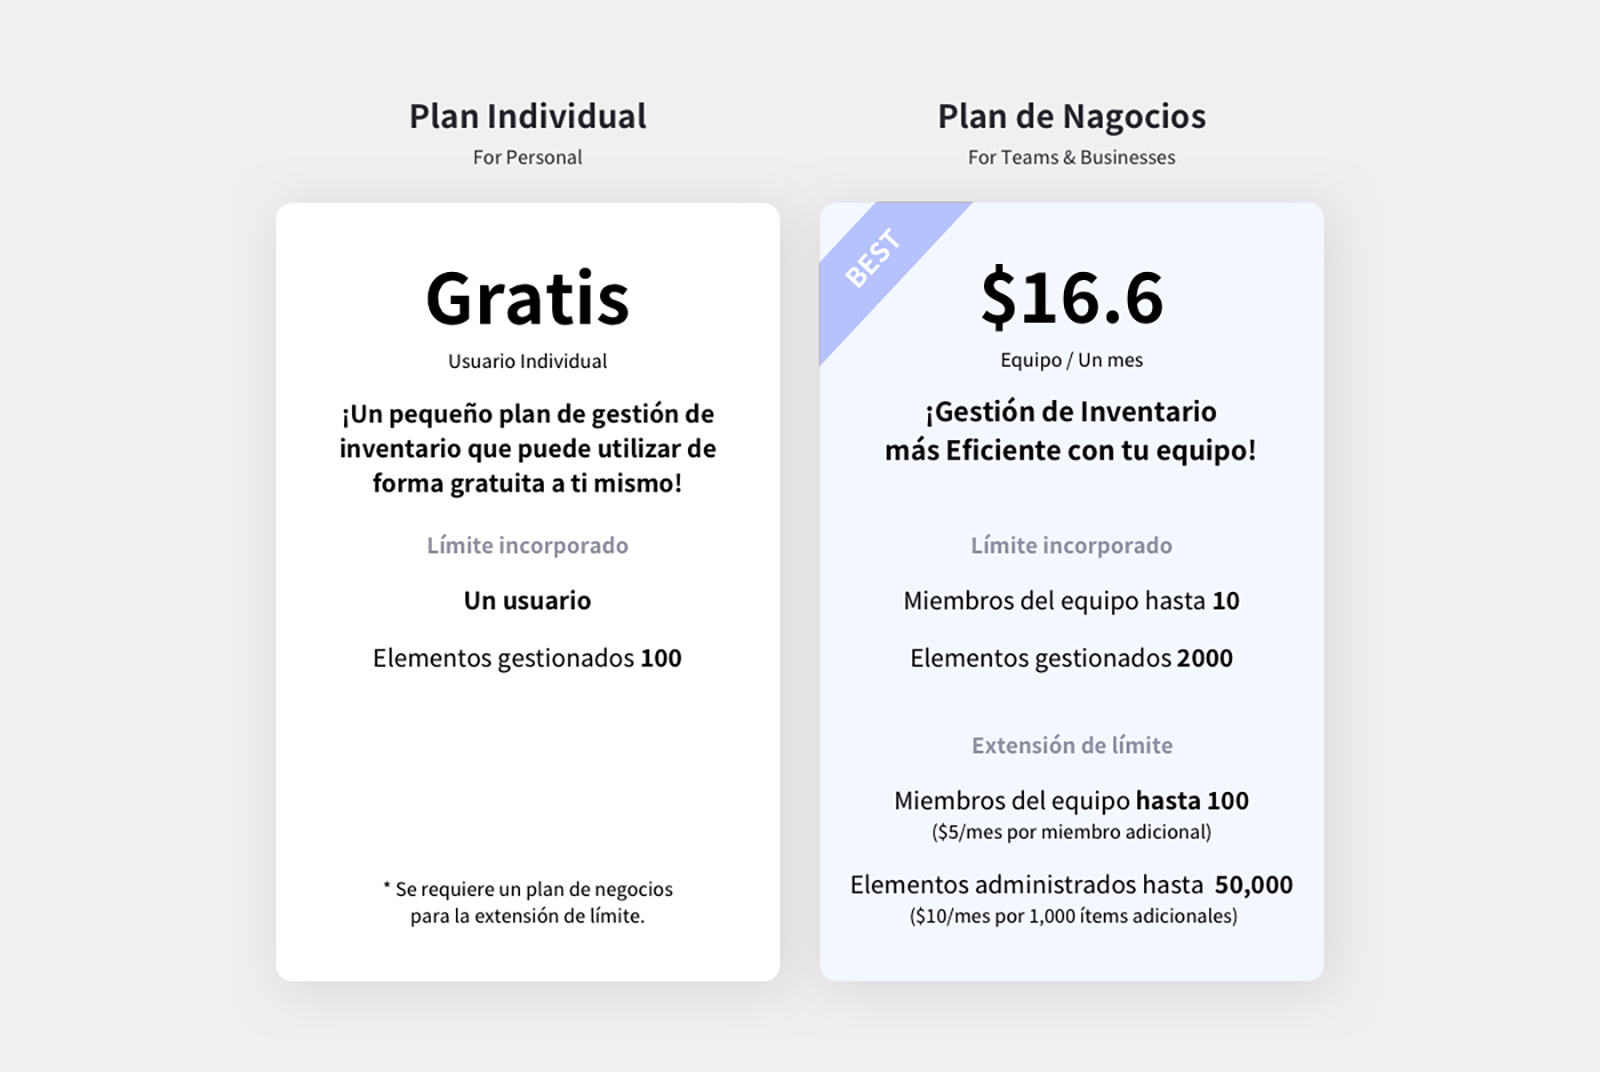 Plan Individual
For Personal
Gratis
Usuario Individual
¡Un pequeño plan de gestión de
inventario que puede utilizar de
forma gratuita a ti mismo!
Límite incorporado
Un usuario
Elementos gestionados 100
* Se requiere un plan de negocios
para la extensión de límite.
Plan de Nagocios
For Teams & Businesses
BEST
$16.6
Equipo / Un mes
¡Gestión de Inventario
más Eficiente con tu equipo!
Límite incorporado
Miembros del equipo hasta 10
Elementos gestionados 2000
Extensión de límite
Miembros del equipo hasta 100
($5/mes por miembro adicional)
Elementos administrados hasta 50,000
($10/mes por 1,000 ítems adicionales)